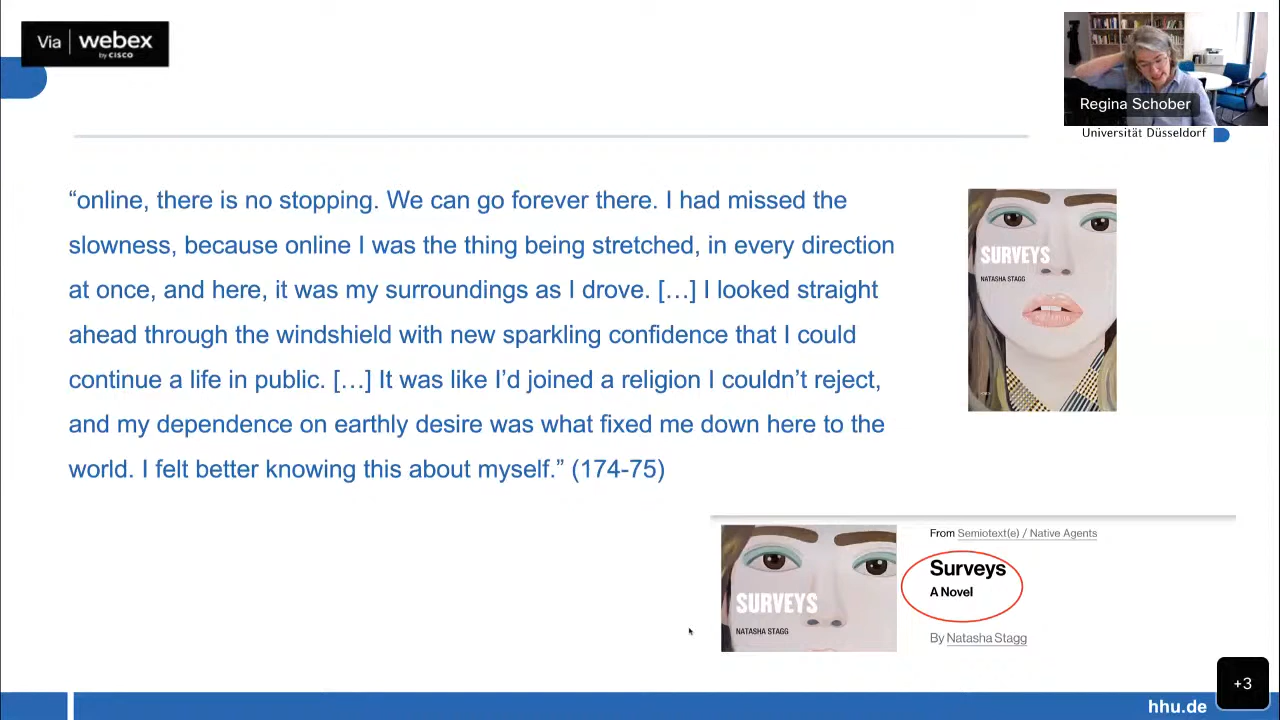 Via webex
by CISCO
Regina Schober
Universität Düsseldorf
“online, there is no stopping. We can go forever there. I had missed the
slowness, because online I was the thing being stretched, in every direction
at once, and here, it was my surroundings as I drove. […] I looked straight
ahead through the windshield with new sparkling confidence that I could
continue a life in public. […] It was like I’d joined a religion I couldn’t reject,
and my dependence on earthly desire was what fixed me down here to the
world. I felt better knowing this about myself.” (174-75)
SURVEYS
NATASHA STAGG
SURVEYS
NATASHA STAGG
From Semiotext(e) / Native Agents
Surveys
A Novel
By Natasha Stagg
+3
hhu.de